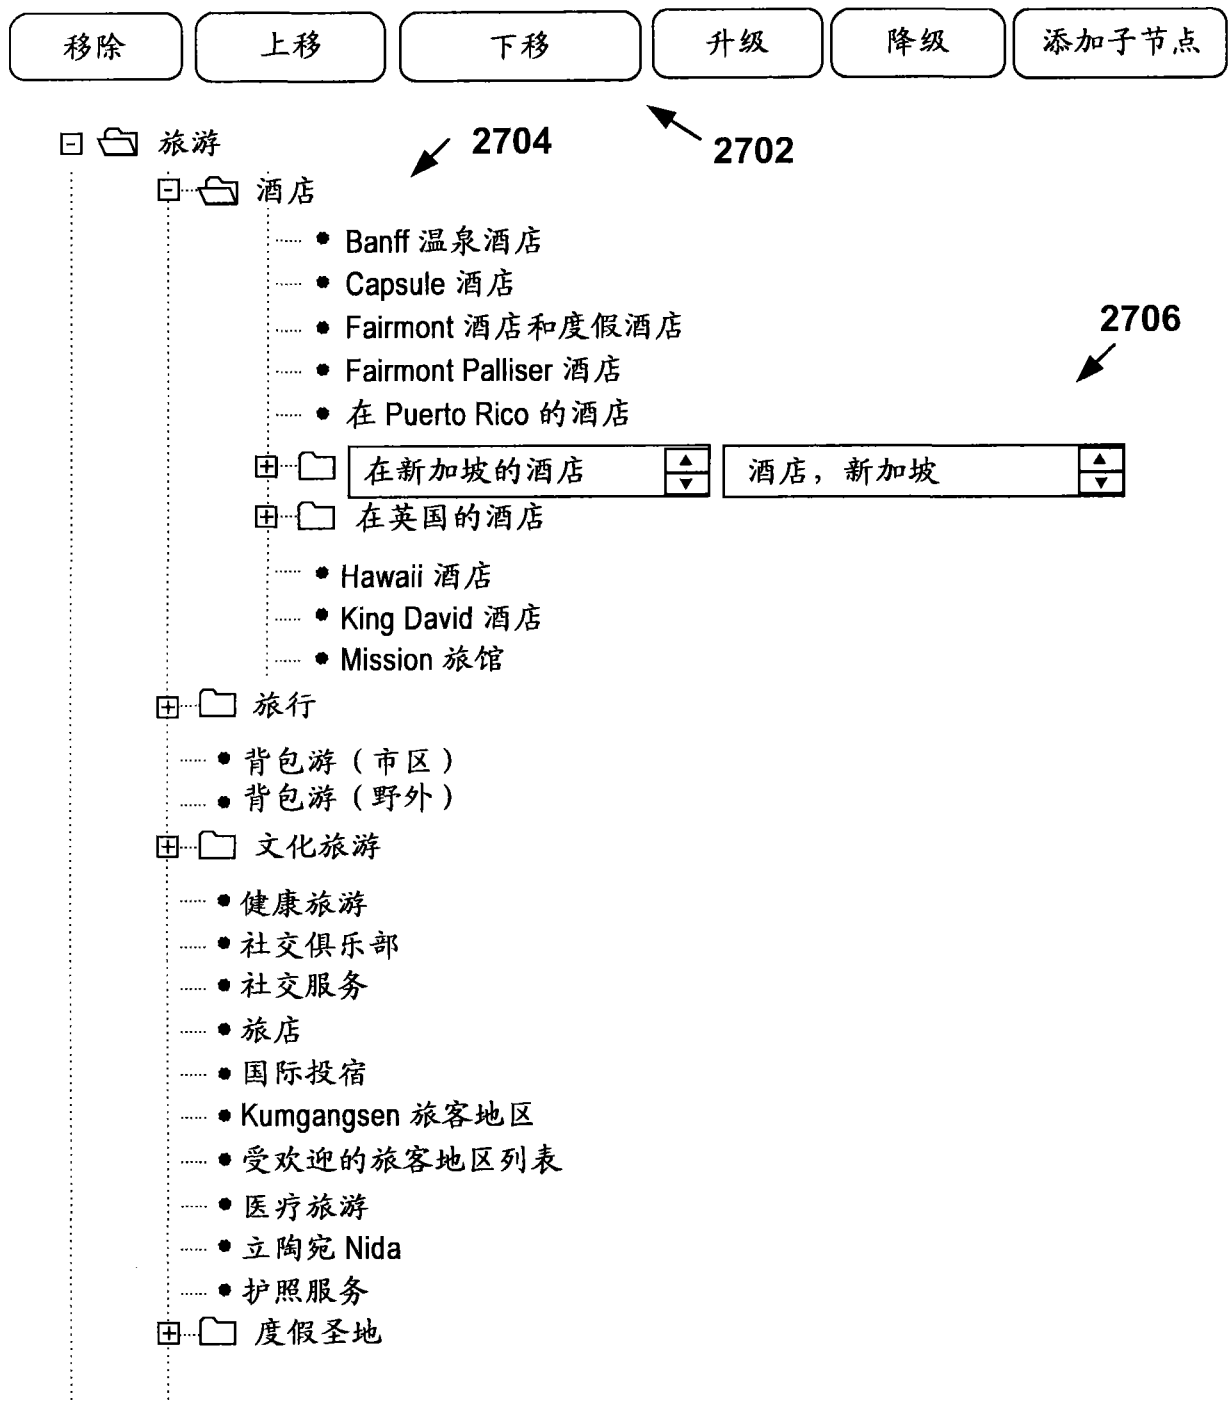 移除 上移 下移 升级 降级 添加子节点
旅游 2704 2702
酒店
Banff 温泉酒店
Capsule 酒店
Fairmont 酒店和度假酒店 2706
Fairmont Palliser 酒店
在 Puerto Rico 的酒店
在新加坡的酒店 酒店，新加坡
在英国的酒店
Hawaii 酒店
King David 酒店
Mission 旅馆
旅行
背包游（市区）
背包游（野外）
文化旅游
健康旅游
社交俱乐部
社交服务
旅店
国际投宿
Kumgangsen 旅客地区
受欢迎的旅客地区列表
医疗旅游
立陶宛 Nida
护照服务
度假圣地